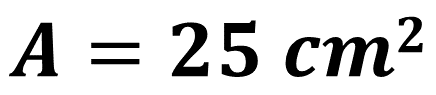 A = 25 cm²